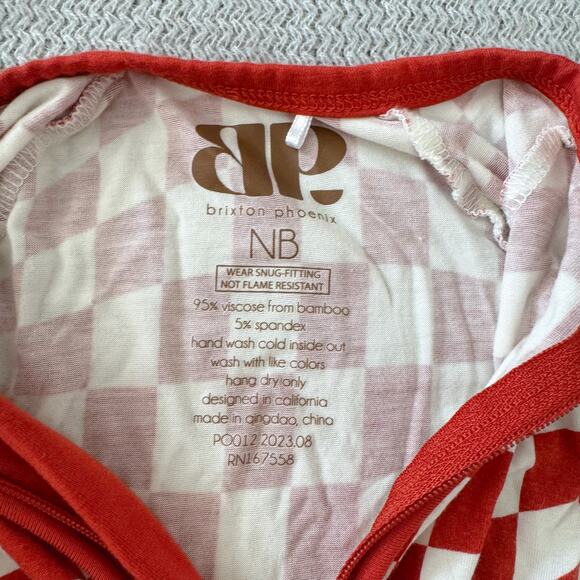 BP
brixton phoenix
NB
WEAR SNUG-FITTING
NOT FLAME RESISTANT
95% viscose from bamboo
5% spandex
hand wash cold inside out
wash with like colors
hang dry only
designed in california
made in qingdao, china
PO012 2023.08
RN167558